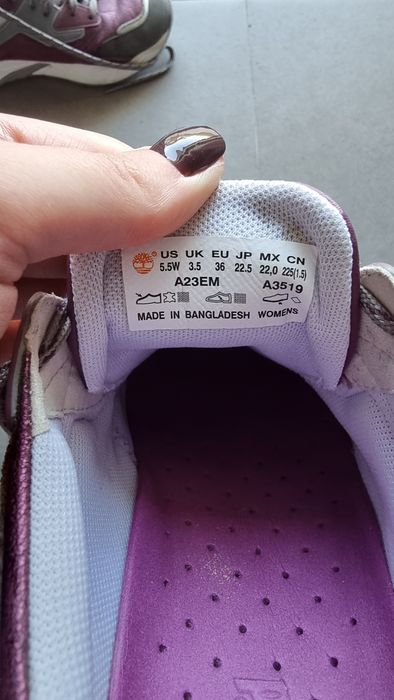 US UK EU JP MX CN
5.5W 3.5 36 22.5 22,0 225(1.5)
A23EM A3519
MADE IN BANGLADESH WOMENS